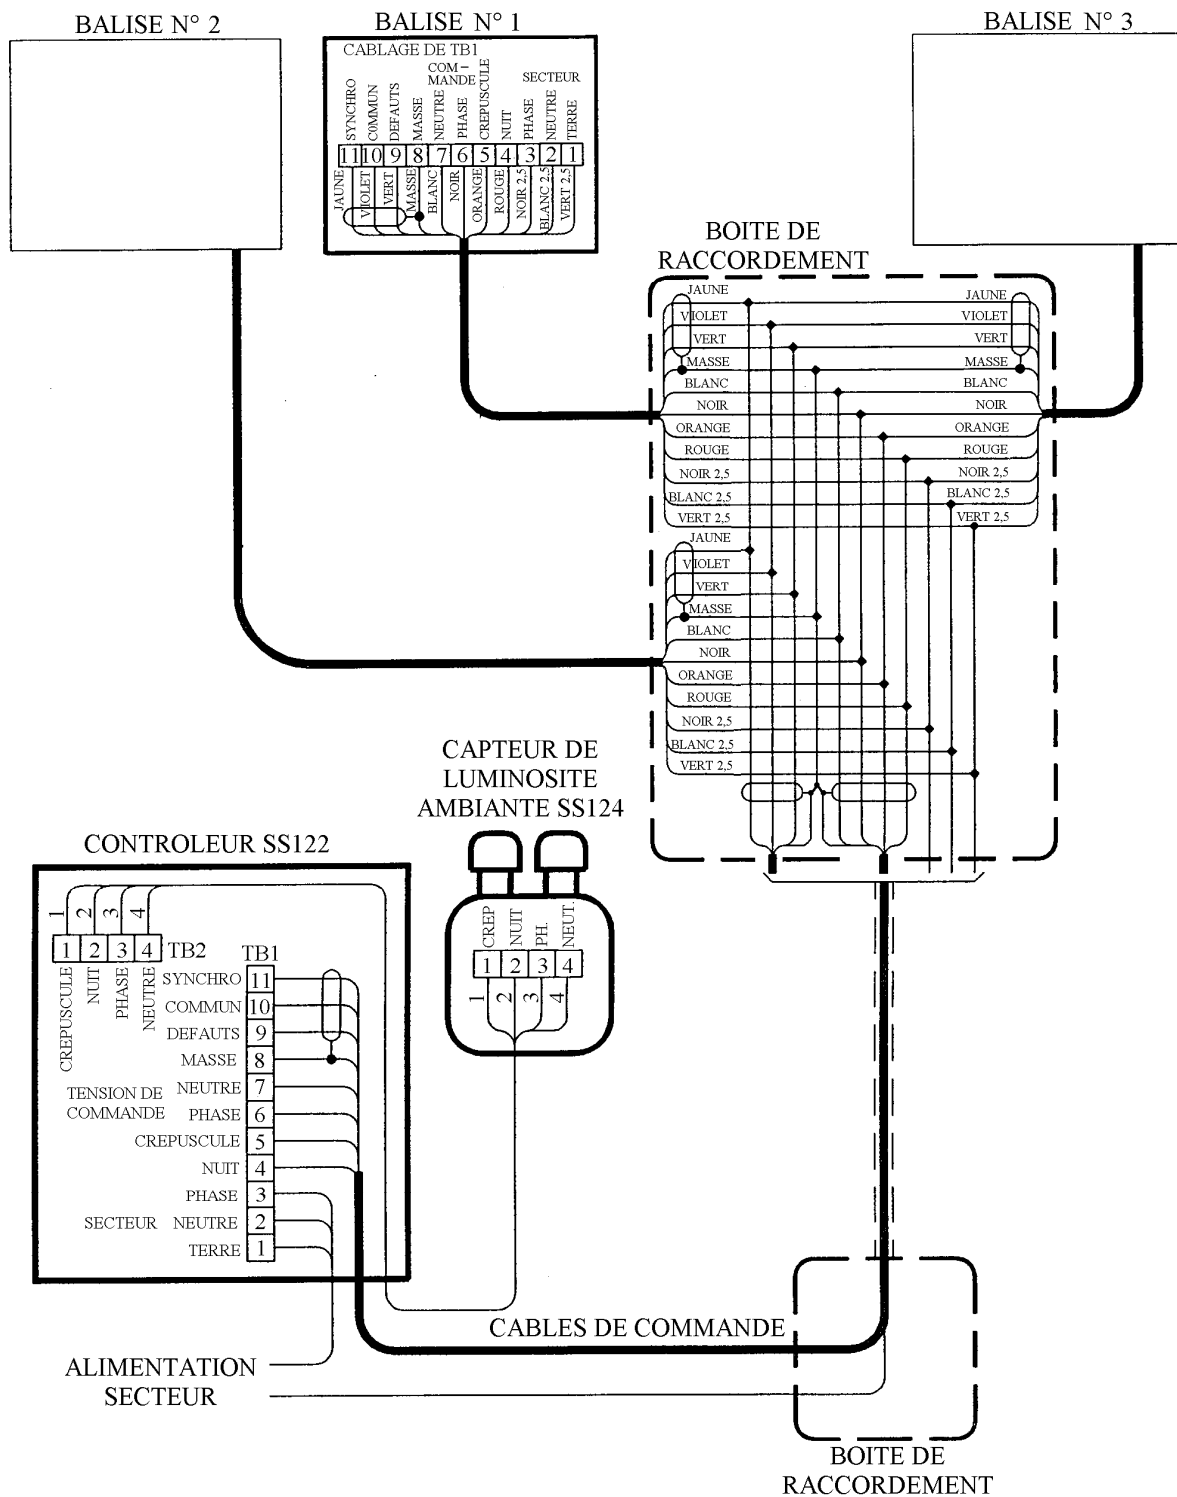 BALISE N° 2
BALISE N° 1
BALISE N° 3
CABLAGE DE TB1
COM-
MANDE
SECTEUR
SYNCHRO
COMMUN
DEFAUTS
MASSE
NEUTRE
PHASE
CREPUSCULE
NUIT
PHASE
NEUTRE
TERRE
11 10 9 8 7 6 5 4 3 2 1
JAUNE
VIOLET
VERT
MASSE
BLANC
NOIR
ORANGE
ROUGE
NOIR 2,5
BLANC 2,5
VERT 2,5
BOITE DE
RACCORDEMENT
JAUNE JAUNE
VIOLET VIOLET
VERT VERT
MASSE MASSE
BLANC BLANC
NOIR NOIR
ORANGE ORANGE
ROUGE ROUGE
NOIR 2,5 NOIR 2,5
BLANC 2,5 BLANC 2,5
VERT 2,5 VERT 2,5
JAUNE
VIOLET
VERT
MASSE
BLANC
NOIR
ORANGE
ROUGE
NOIR 2,5
BLANC 2,5
VERT 2,5
CAPTEUR DE
LUMINOSITE
AMBIANTE SS124
CREP
NUIT
PH.
NEUT.
1 2 3 4
1 2 3 4
CONTROLEUR SS122
1 2 3 4
1 2 3 4 TB2
CREPUSCULE
NUIT
PHASE
NEUTRE
TB1
SYNCHRO 11
COMMUN 10
DEFAUTS 9
MASSE 8
TENSION DE
COMMANDE
NEUTRE 7
PHASE 6
CREPUSCULE 5
NUIT 4
PHASE 3
SECTEUR NEUTRE 2
TERRE 1
CABLES DE COMMANDE
ALIMENTATION
SECTEUR
BOITE DE
RACCORDEMENT